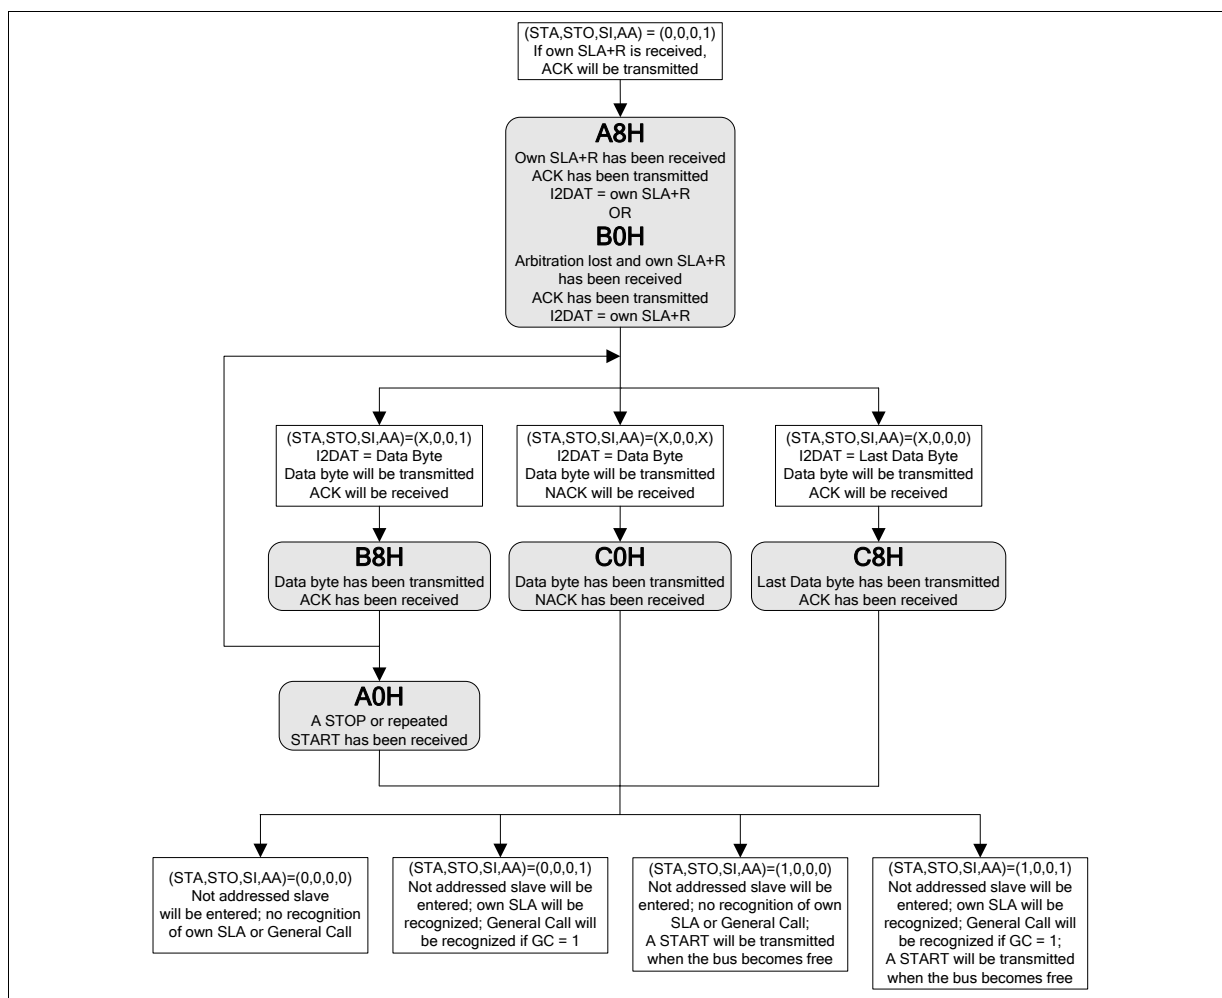 (STA,STO,SI,AA) = (0,0,0,1)
If own SLA+R is received,
ACK will be transmitted
A8H
Own SLA+R has been received
ACK has been transmitted
I2DAT = own SLA+R
OR
B0H
Arbitration lost and own SLA+R
has been received
ACK has been transmitted
I2DAT = own SLA+R
(STA,STO,SI,AA)=(X,0,0,1)
I2DAT = Data Byte
Data byte will be transmitted
ACK will be received
(STA,STO,SI,AA)=(X,0,0,X)
I2DAT = Data Byte
Data byte will be transmitted
NACK will be received
(STA,STO,SI,AA)=(X,0,0,0)
I2DAT = Last Data Byte
Data byte will be transmitted
ACK will be received
B8H
Data byte has been transmitted
ACK has been received
C0H
Data byte has been transmitted
NACK has been received
C8H
Last Data byte has been transmitted
ACK has been received
A0H
A STOP or repeated
START has been received
(STA,STO,SI,AA)=(0,0,0,0)
Not addressed slave
will be entered; no recognition
of own SLA or General Call
(STA,STO,SI,AA)=(0,0,0,1)
Not addressed slave will be
entered; own SLA will be
recognized; General Call will
be recognized if GC = 1
(STA,STO,SI,AA)=(1,0,0,0)
Not addressed slave will be
entered; no recognition of own
SLA or General Call;
A START will be transmitted
when the bus becomes free
(STA,STO,SI,AA)=(1,0,0,1)
Not addressed slave will be
entered; own SLA will be
recognized; General Call will
be recognized if GC = 1;
A START will be transmitted
when the bus becomes free